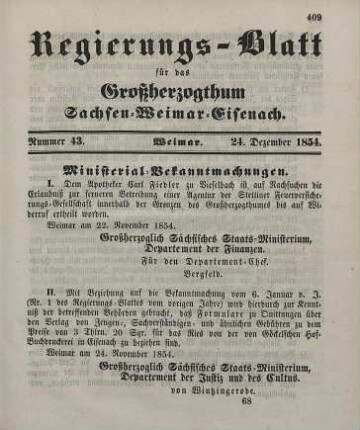 409
Regierungs-Blatt
für das
Großherzogthum
Sachsen-Weimar-Eisenach.
Nummer 43. Weimar. 24. Dezember 1854.
Ministerial-Bekanntmachungen.
I. Dem Apotheker Carl Fiedler zu Vieselbach ist, auf Nachsuchen die
Erlaubniß zur ferneren Betreibung einer Agentur der Stettiner Feuerversiche-
rungs-Gesellschaft innerhalb der Grenzen des Großherzogthumes bis auf Wi-
derruf ertheilt worden.
Weimar am 22. November 1854.
Großherzoglich Sächsisches Staats-Ministerium,
Departement der Finanzen.
Für den Departement-Chef.
Bergfeld.
II. Mit Beziehung auf die Bekanntmachung vom 6. Januar v. J.
(Nr. 1 des Regierungs-Blattes vom vorigen Jahre) wird hierdurch zur Kennt-
niß der betreffenden Behörden gebracht, daß Formulare zu Quittungen über
den Verlag von Zeugen-, Sachverständigen- und ähnlichen Gebühren zu dem
Preise von 3 Thlrn. 20 Sgr. für das Ries von der von Göckelschen Hof-
Buchdruckerei in Eisenach zu beziehen sind.
Weimar am 24. November 1854.
Großherzoglich Sächsisches Staats-Ministerium,
Departement der Justiz und des Cultus.
von Wintzingerode.
68